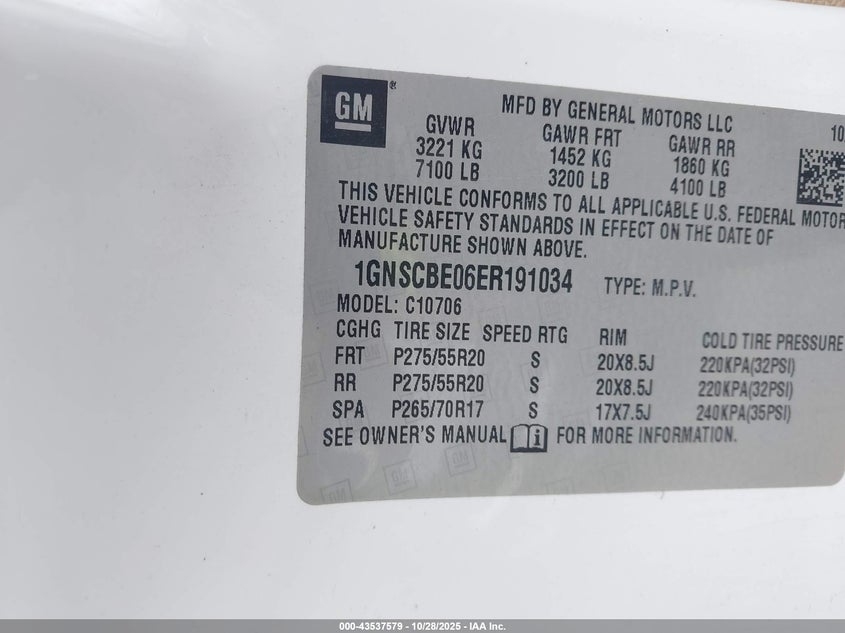 GM
MFD BY GENERAL MOTORS LLC
GVWR GAWR FRT GAWR RR
3221 KG 1452 KG 1860 KG
7100 LB 3200 LB 4100 LB
THIS VEHICLE CONFORMS TO ALL APPLICABLE U.S. FEDERAL MOTOR
VEHICLE SAFETY STANDARDS IN EFFECT ON THE DATE OF
MANUFACTURE SHOWN ABOVE.
1GNSCBE06ER191034 TYPE: M.P.V.
MODEL: C10706
CGHG TIRE SIZE SPEED RTG RIM COLD TIRE PRESSURE
FRT P275/55R20 S 20X8.5J 220KPA(32PSI)
RR P275/55R20 S 20X8.5J 220KPA(32PSI)
SPA P265/70R17 S 17X7.5J 240KPA(35PSI)
SEE OWNER'S MANUAL FOR MORE INFORMATION.
000-43537579 - 10/28/2025 - IAA Inc.